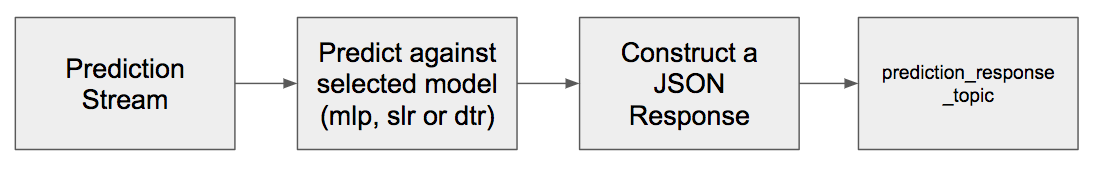 Prediction
Stream
Predict against
selected model
(mlp, slr or dtr)
Construct a
JSON
Response
prediction_response
_topic